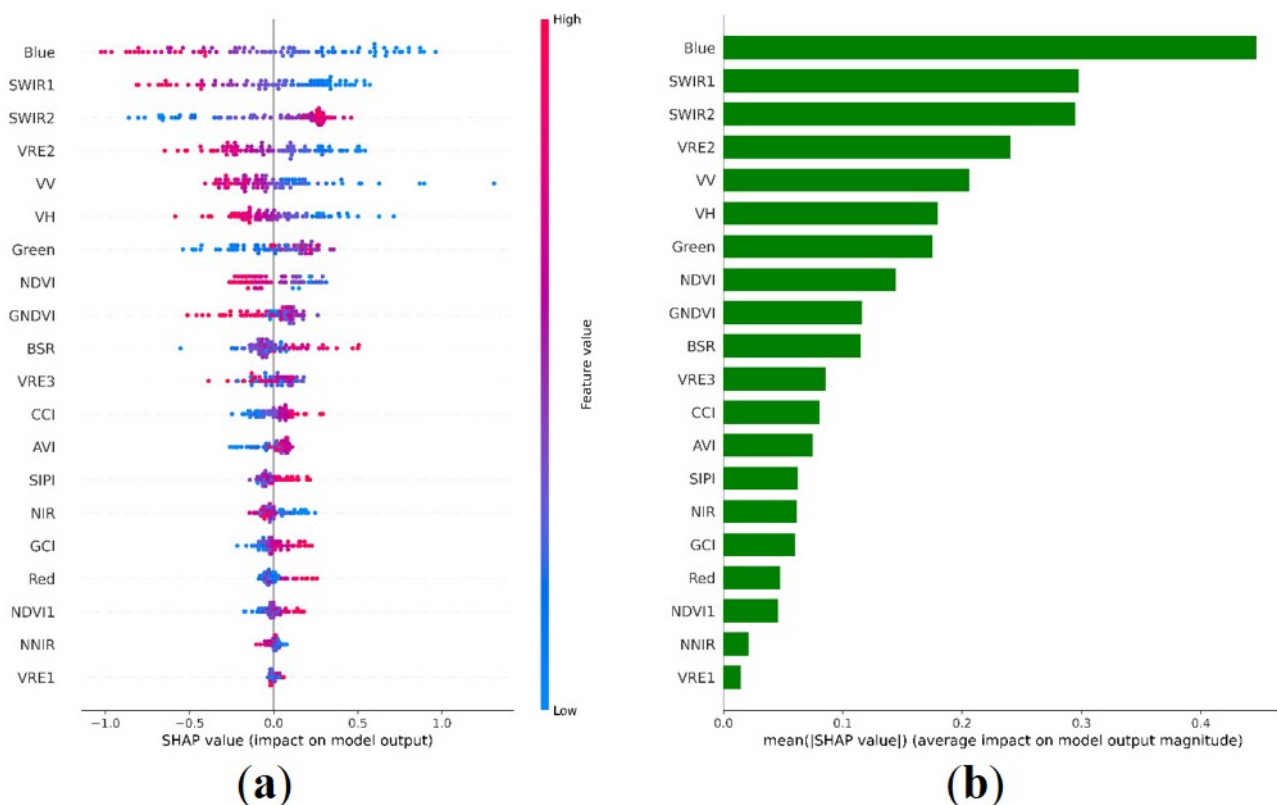 High
Blue
SWIR1
SWIR2
VRE2
VV
VH
Green
NDVI
GNDVI
BSR
VRE3
CCI
AVI
SIPI
NIR
GCI
Red
NDVI1
NNIR
VRE1
Feature value
Low
−1.0 −0.5 0.0 0.5 1.0
SHAP value (impact on model output)
(a)
Blue
SWIR1
SWIR2
VRE2
VV
VH
Green
NDVI
GNDVI
BSR
VRE3
CCI
AVI
SIPI
NIR
GCI
Red
NDVI1
NNIR
VRE1
0.0 0.1 0.2 0.3 0.4
mean(|SHAP value|) (average impact on model output magnitude)
(b)